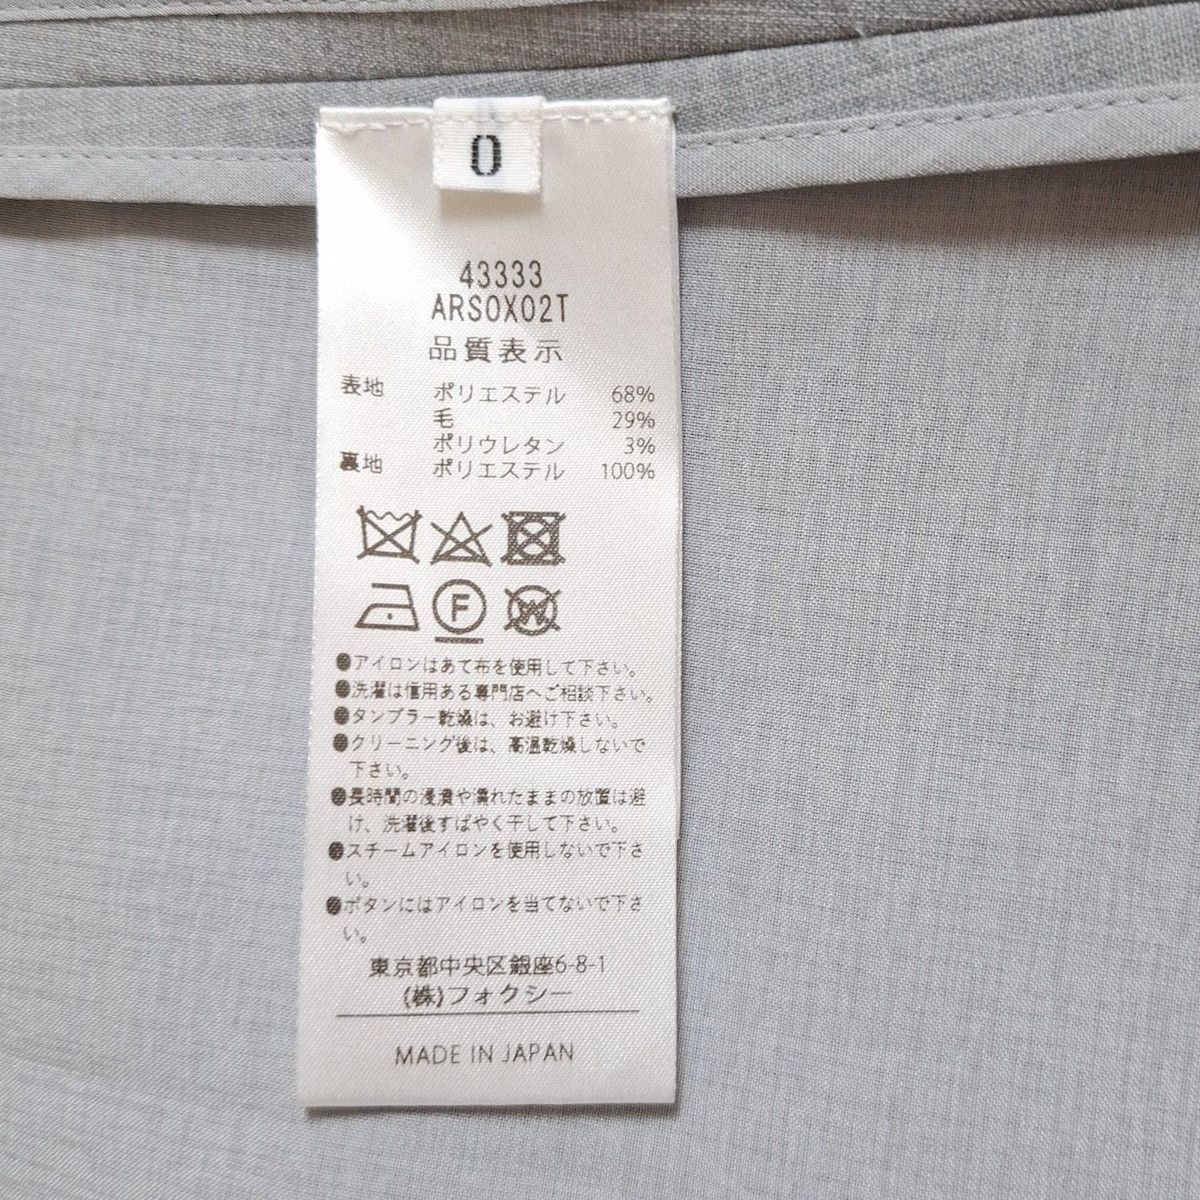 0
43333
ARSOX02T
品質表示
表地 ポリエステル 68%
毛 29%
ポリウレタン 3%
裏地 ポリエステル 100%
F
W
●アイロンはあて布を使用して下さい。
●洗濯は信用ある専門店へご相談下さい。
●タンブラー乾燥は、お避け下さい。
●クリーニング後は、高温乾燥しないで
下さい。
●長時間の浸漬や濡れたままの放置は避
け、洗濯後すばやく干して下さい。
●スチームアイロンを使用しないで下さ
い。
●ボタンにはアイロンを当てないで下さ
い。
東京都中央区銀座6-8-1
(株)フォクシー
MADE IN JAPAN